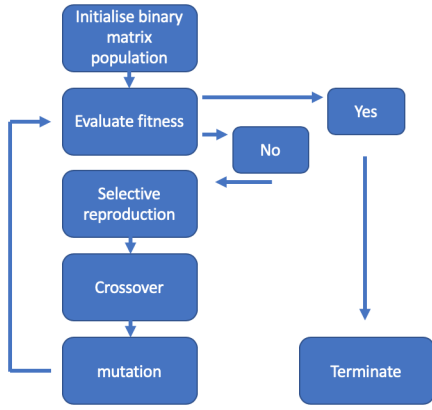 Initialise binary
matrix
population
Evaluate fitness
Yes
No
Selective
reproduction
Crossover
mutation
Terminate